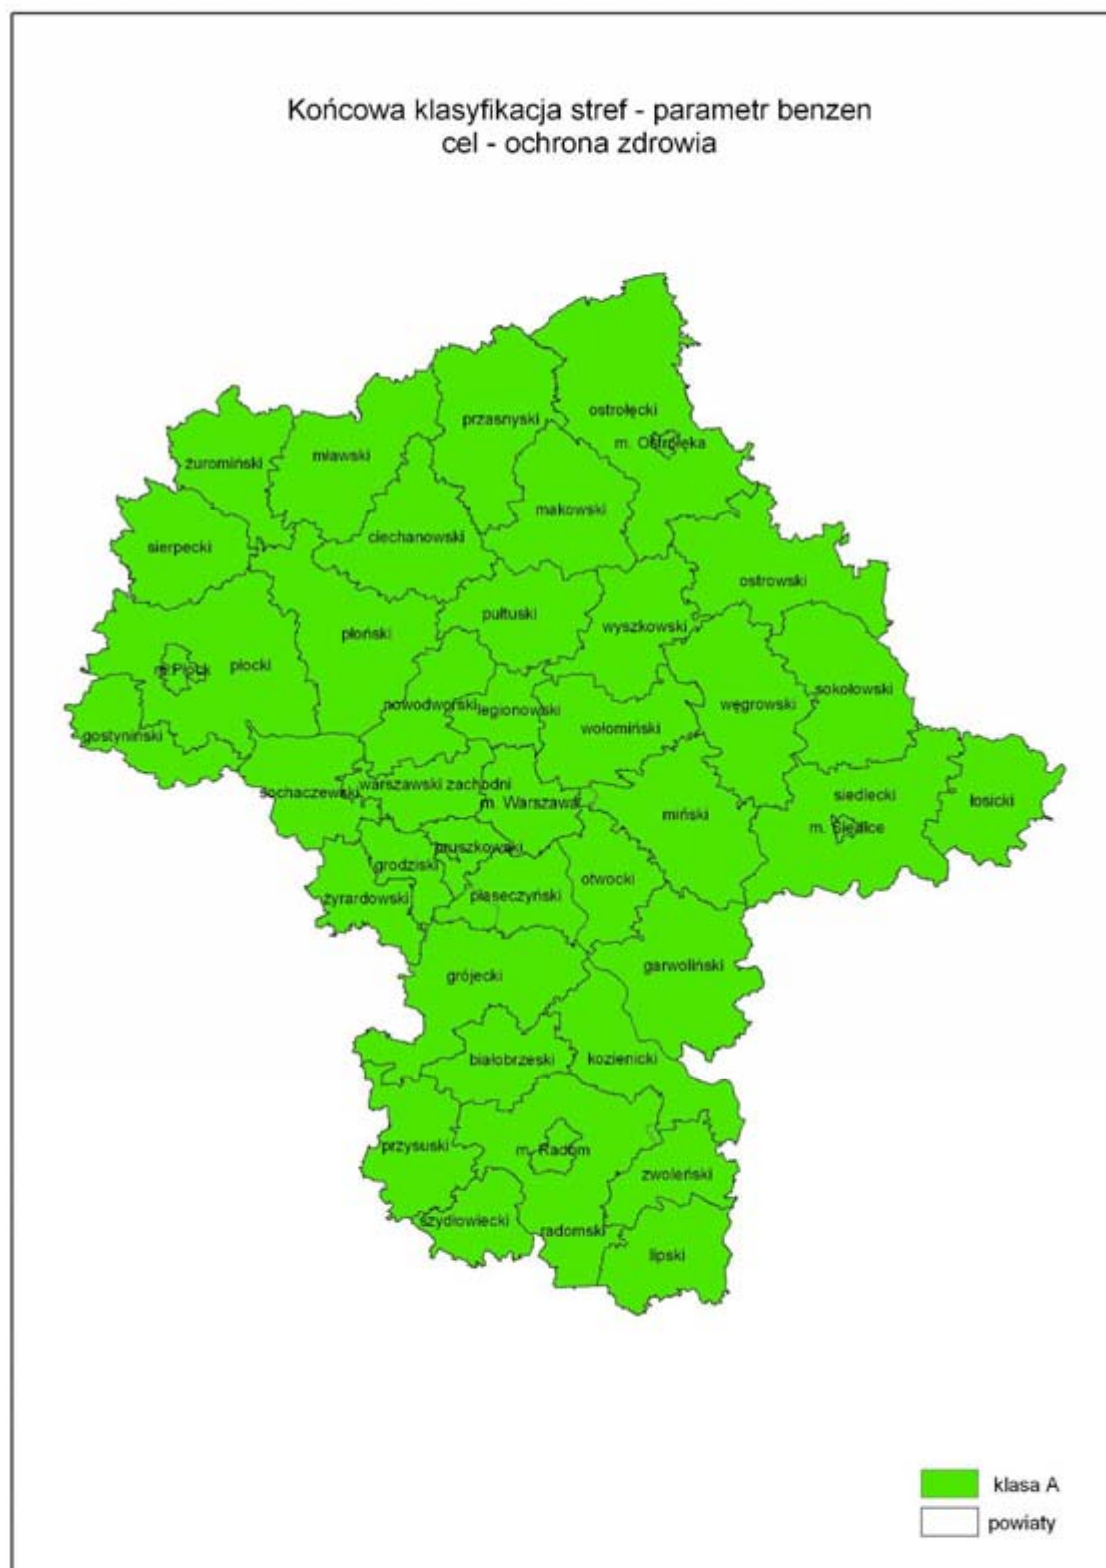 Końcowa klasyfikacja stref - parametr benzen
cel - ochrona zdrowia
ostrołęcki
przasnyski
m. Ostrołęka
mławski
żuromiński
makowski
ciechanowski
sierpecki
ostrowski
pułtuski
wyszkowski
płoński
m.Płock
płocki
sokołowski
nowodworski
legionowski
węgrowski
wołomiński
gostyniński
warszawski zachodni
sochaczewski
m. Warszawa
siedlecki
łosicki
miński
m. Siedlce
pruszkowski
grodziski
otwocki
żyrardowski
piaseczyński
garwoliński
grójecki
białobrzeski
kozienicki
przysuski
m. Radom
zwoleński
szydłowiecki
radomski
lipski
klasa A
powiaty